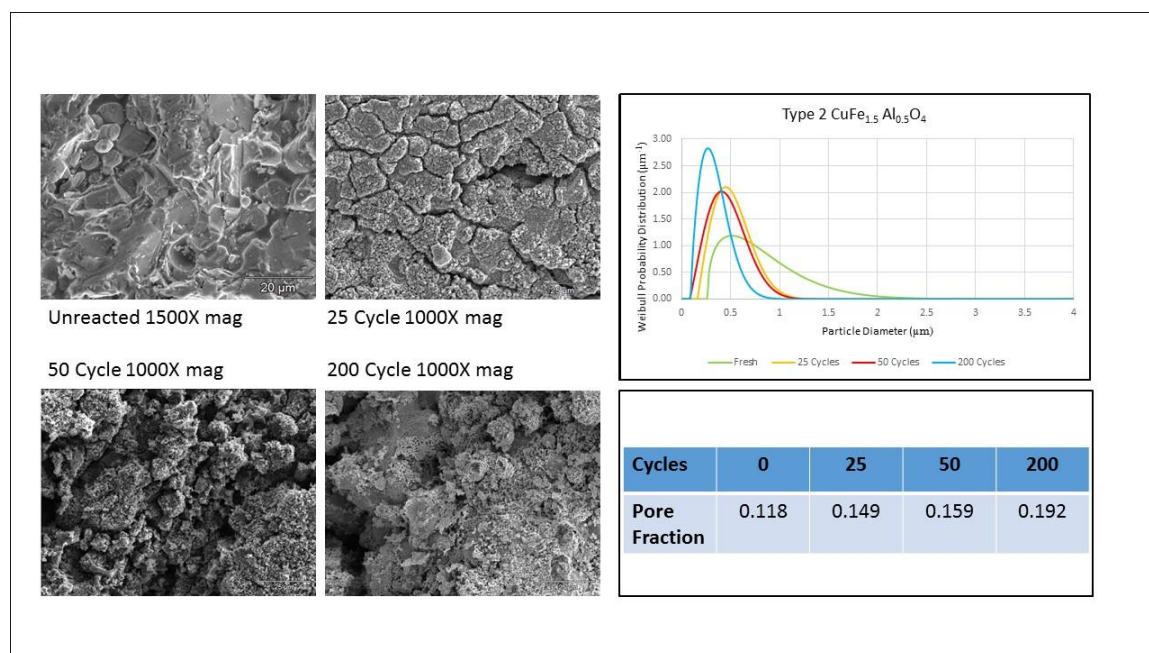 20 μm
Unreacted 1500X mag
25 Cycle 1000X mag
50 Cycle 1000X mag
200 Cycle 1000X mag
Type 2 CuFe1.5 Al0.5O4
Weibull Probability Distribution (μm-1)
3.00
2.50
2.00
1.50
1.00
0.50
0.00
0 0.5 1 1.5 2 2.5 3 3.5 4
Particle Diameter (μm)
Fresh 25 Cycles 50 Cycles 200 Cycles
Cycles 0 25 50 200
Pore Fraction 0.118 0.149 0.159 0.192